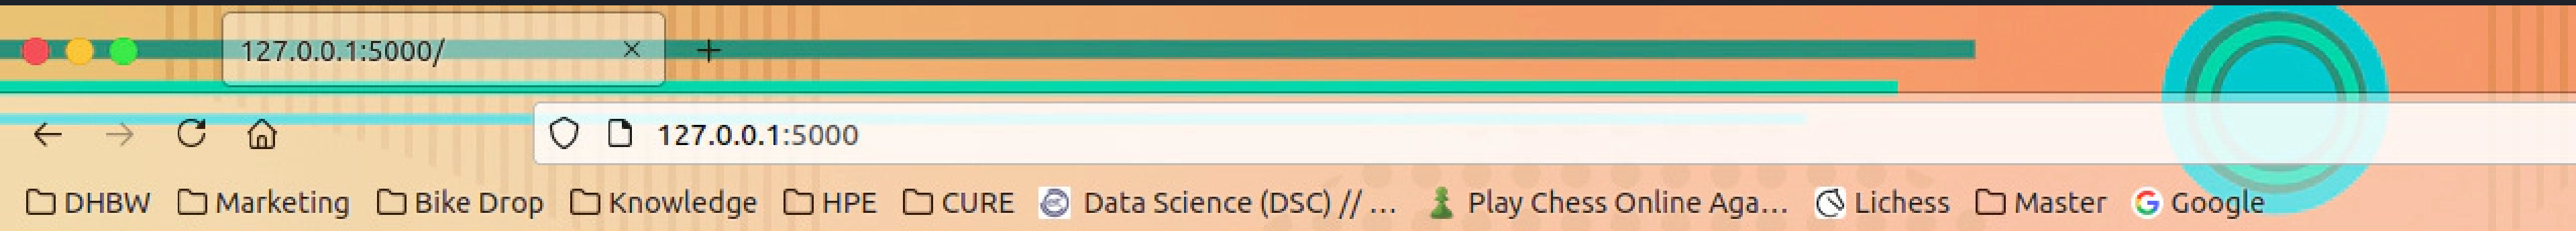 127.0.0.1:5000/
127.0.0.1:5000
DHBW Marketing Bike Drop Knowledge HPE CURE Data Science (DSC) // ... Play Chess Online Aga... Lichess Master Google